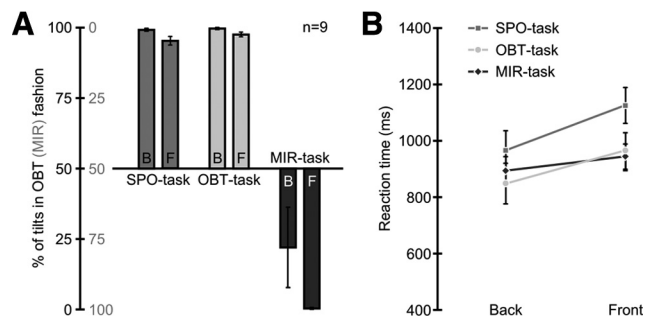 A
% of tilts in OBT (MIR) fashion
100
75
50
25
0
0
25
50
75
100
n=9
B F B F
SPO-task OBT-task
MIR-task
B F
B
Reaction time (ms)
1400
1200
1000
800
600
400
SPO-task
OBT-task
MIR-task
Back Front